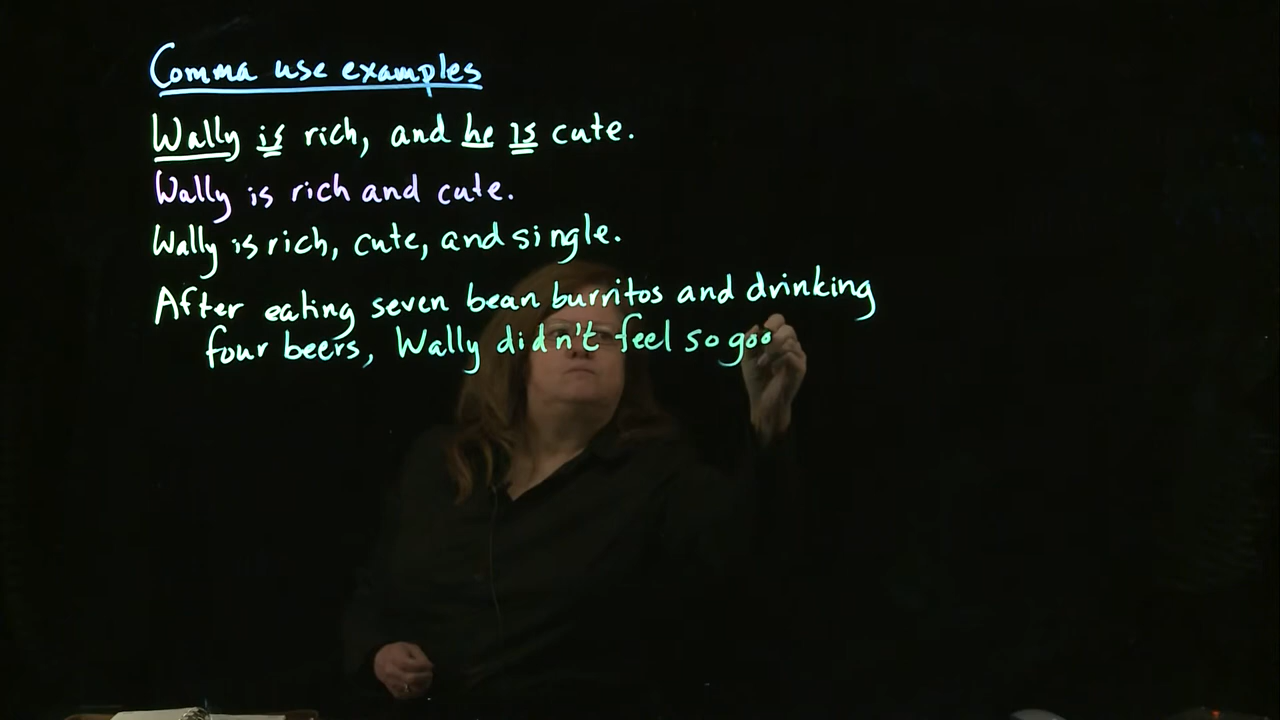 Comma use examples
Wally is rich, and he is cute.
Wally is rich and cute.
Wally is rich, cute, and single.
After eating seven bean burritos and drinking
four beers, Wally didn't feel so goo